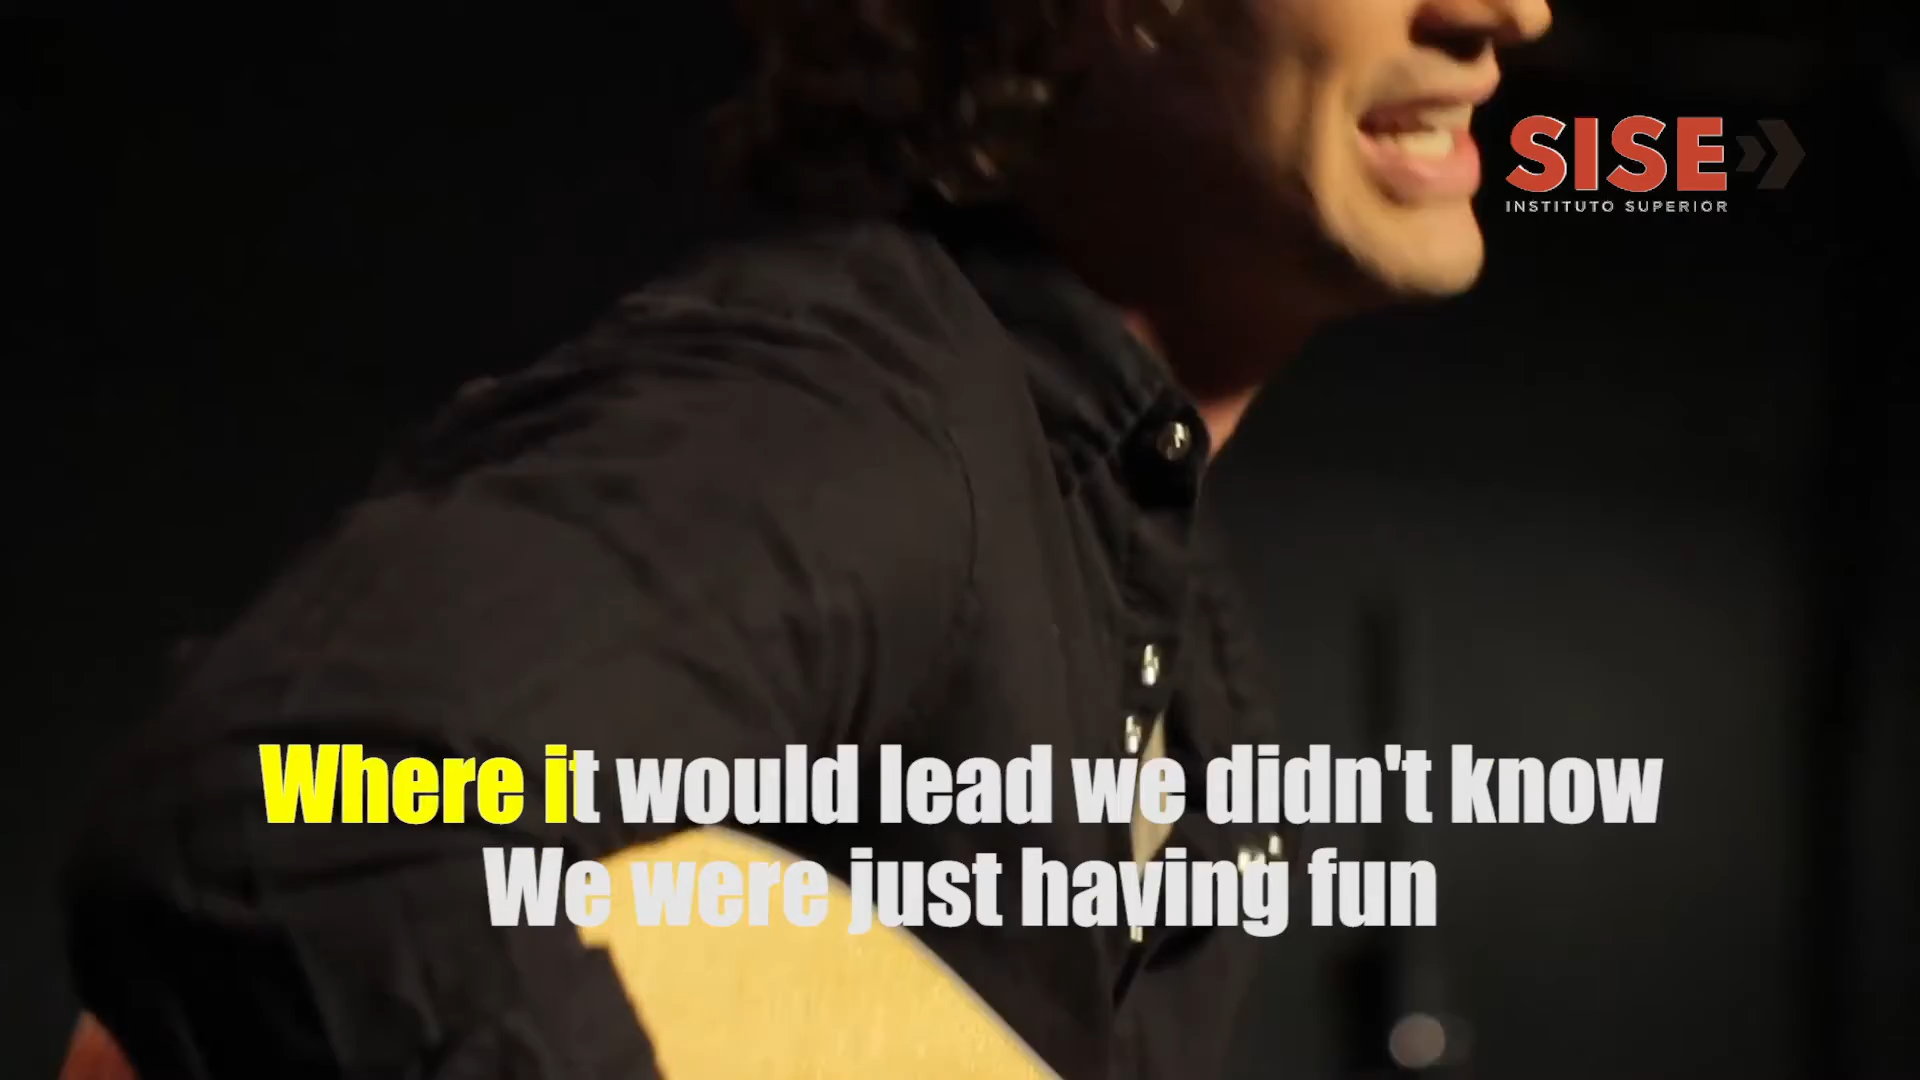 SISE
INSTITUTO SUPERIOR
Where it would lead we didn't know
We were just having fun